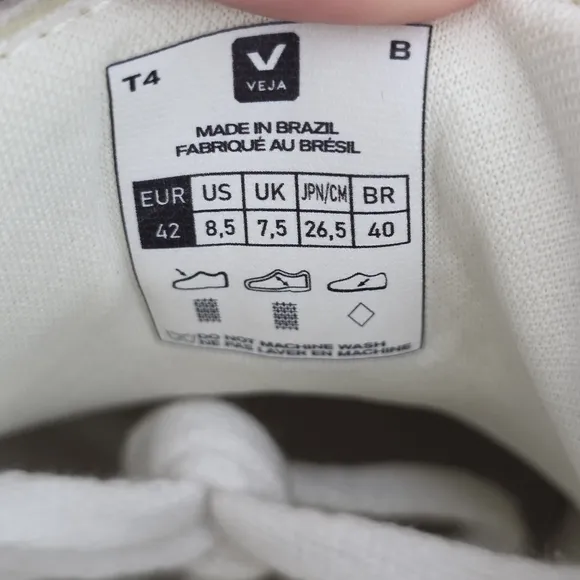 T4
V
VEJA
B
MADE IN BRAZIL
FABRIQUÉ AU BRÉSIL
EUR US UK JPN/CM BR
42 8,5 7,5 26,5 40
DO NOT MACHINE WASH
NE PAS LAVER EN MACHINE